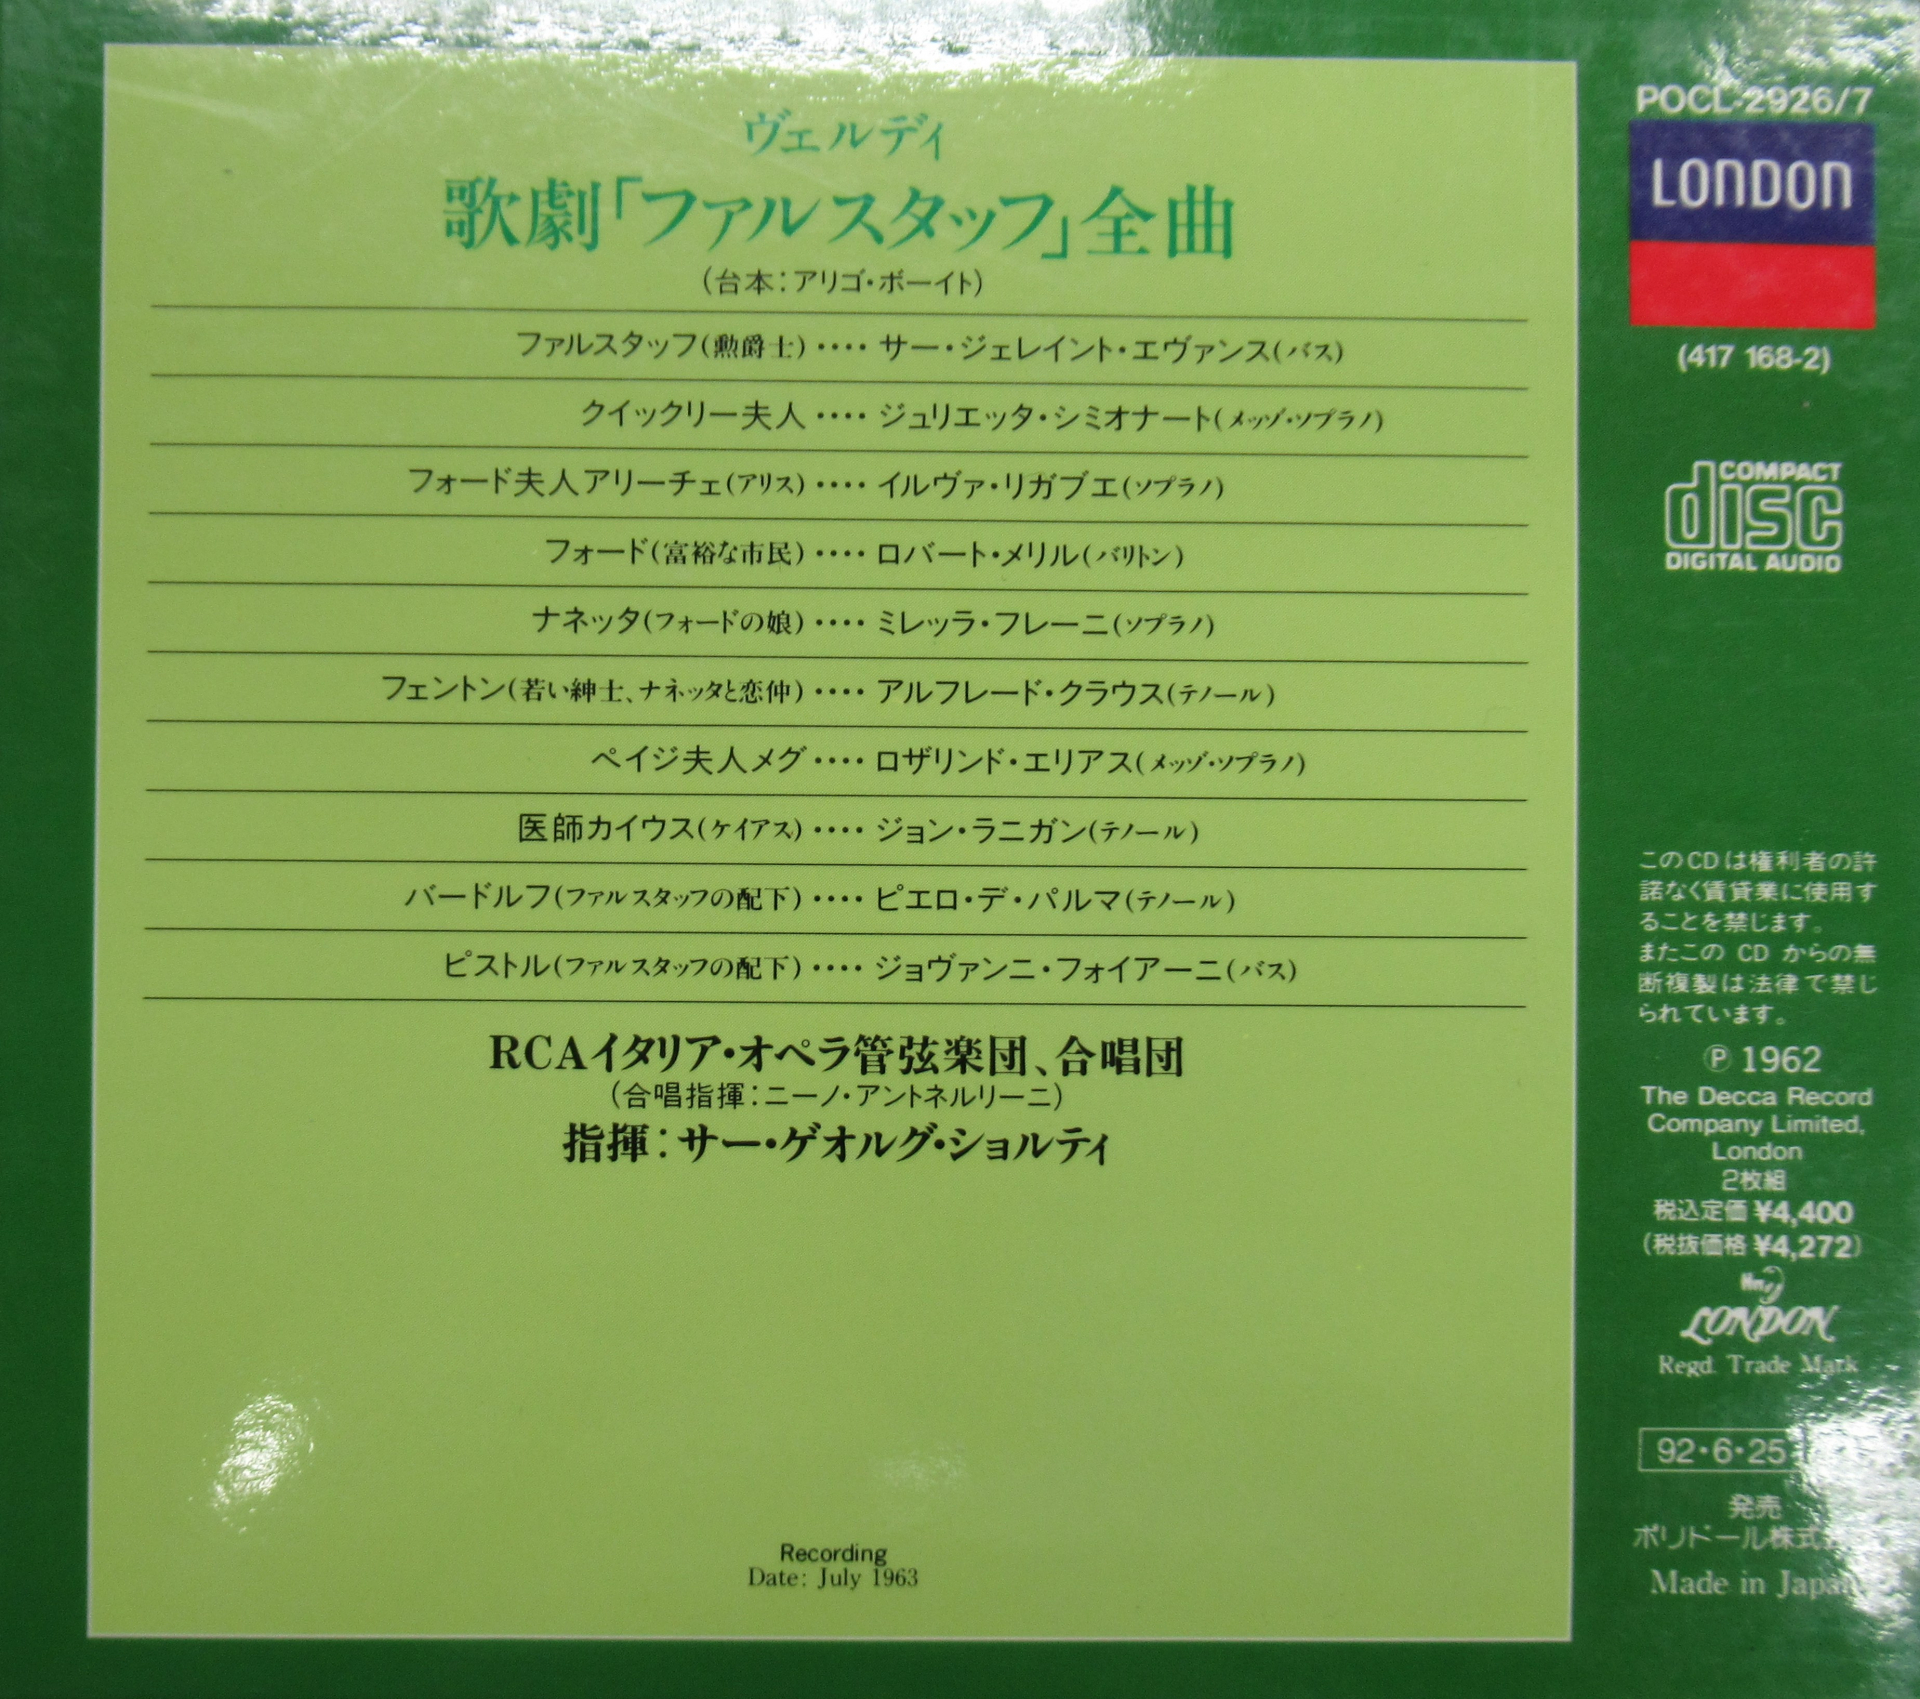 ヴェルディ
歌劇「ファルスタッフ」全曲
(台本:アリゴ・ボーイト)
ファルスタッフ(勲爵士)‥‥サー・ジェレイント・エヴァンス(バス)
クイックリー夫人‥‥ジュリエッタ・シミオナート(メッゾ・ソプラノ)
フォード夫人アリーチェ(アリス)‥‥イルヴァ・リガブエ(ソプラノ)
フォード(富裕な市民)‥‥ロバート・メリル(バリトン)
ナネッタ(フォードの娘)‥‥ミレッラ・フレーニ(ソプラノ)
フェントン(若い紳士、ナネッタと恋仲)‥‥アルフレード・クラウス(テノール)
ペイジ夫人メグ‥‥ロザリンド・エリアス(メッゾ・ソプラノ)
医師カイウス(ケイアス)‥‥ジョン・ラニガン(テノール)
バードルフ(ファルスタッフの配下)‥‥ピエロ・デ・パルマ(テノール)
ピストル(ファルスタッフの配下)‥‥ジョヴァンニ・フォイアーニ(バス)
RCAイタリア・オペラ管弦楽団、合唱団
(合唱指揮:ニーノ・アントネルリーニ)
指揮:サー・ゲオルグ・ショルティ
Recording
Date: July 1963
POCL-2926/7
LONDON
(417 168-2)
COMPACT
disc
DIGITAL AUDIO
このCDは権利者の許
諾なく賃貸業に使用す
ることを禁じます。
またこの CD からの無
断複製は法律で禁じ
られています。
Ⓟ 1962
The Decca Record
Company Limited,
London
2枚組
税込定価 ¥4,400
(税抜価格 ¥4,272)
LONDON
Regd. Trade Mark
92・6・25
発売
ポリドール株式
Made in Japan